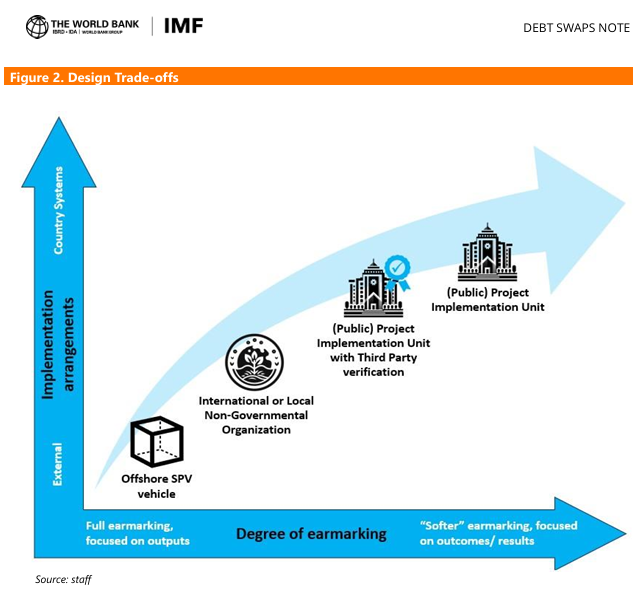 THE WORLD BANK
IBRD • IDA | WORLD BANK GROUP
IMF
DEBT SWAPS NOTE
Figure 2. Design Trade-offs
Country Systems
Implementation
arrangements
External
(Public) Project
Implementation Unit
(Public) Project
Implementation Unit
with Third Party
verification
International or Local
Non-Governmental
Organization
Offshore SPV
vehicle
Full earmarking,
focused on outputs
Degree of earmarking
“Softer” earmarking, focused
on outcomes/ results
Source: staff